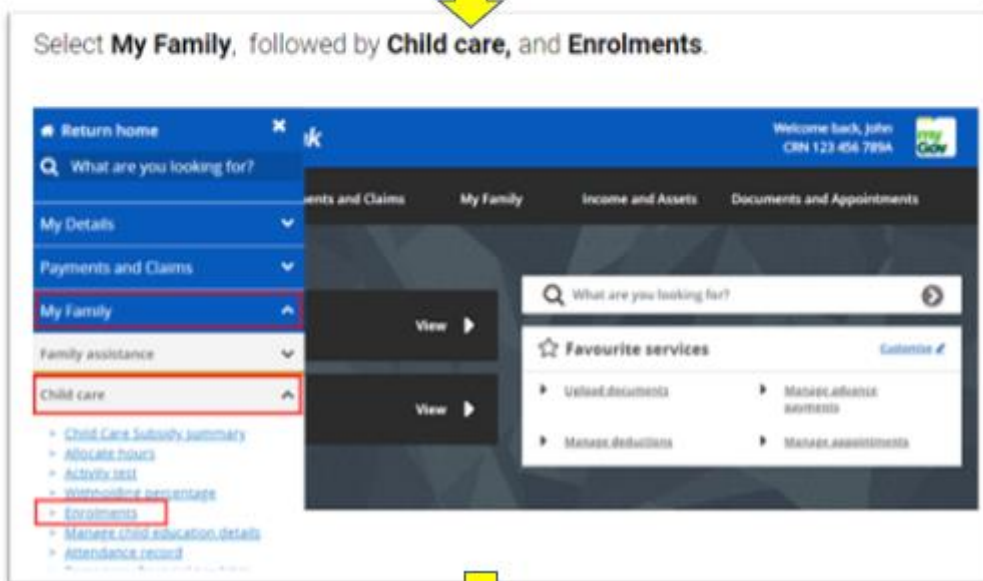 Select My Family, followed by Child care, and Enrolments.
Return home
What are you looking for?
My Details
Payments and Claims
My Family
Family assistance
Child care
Child Care Subsidy summary
Allocate hours
Activity test
Withholding percentage
Enrolments
Manage child education details
Attendance record
Welcome back, John
CRN 123 456 789A
my
Gov
and Claims
My Family
Income and Assets
Documents and Appointments
View
View
What are you looking for?
Favourite services
Customise
Upload documents
Manage advance
payments
Manage deductions
Manage appointments